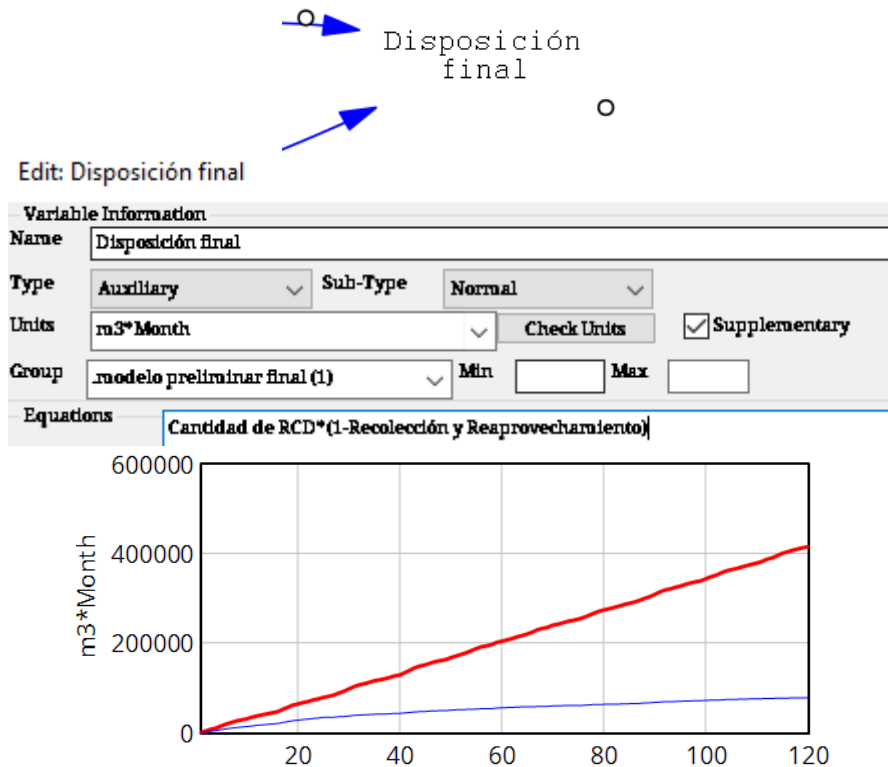 Disposición
final
Edit: Disposición final
Variable Information
Name Disposición final
Type Auxiliary Sub-Type Normal
Units m3*Month Check Units Supplementary
Group .modelo preliminar final (1) Min Max
Equations Cantidad de RCD*(1-Recolección y Reaprovechamiento)
600000
400000
200000
0
m3*Month
20 40 60 80 100 120